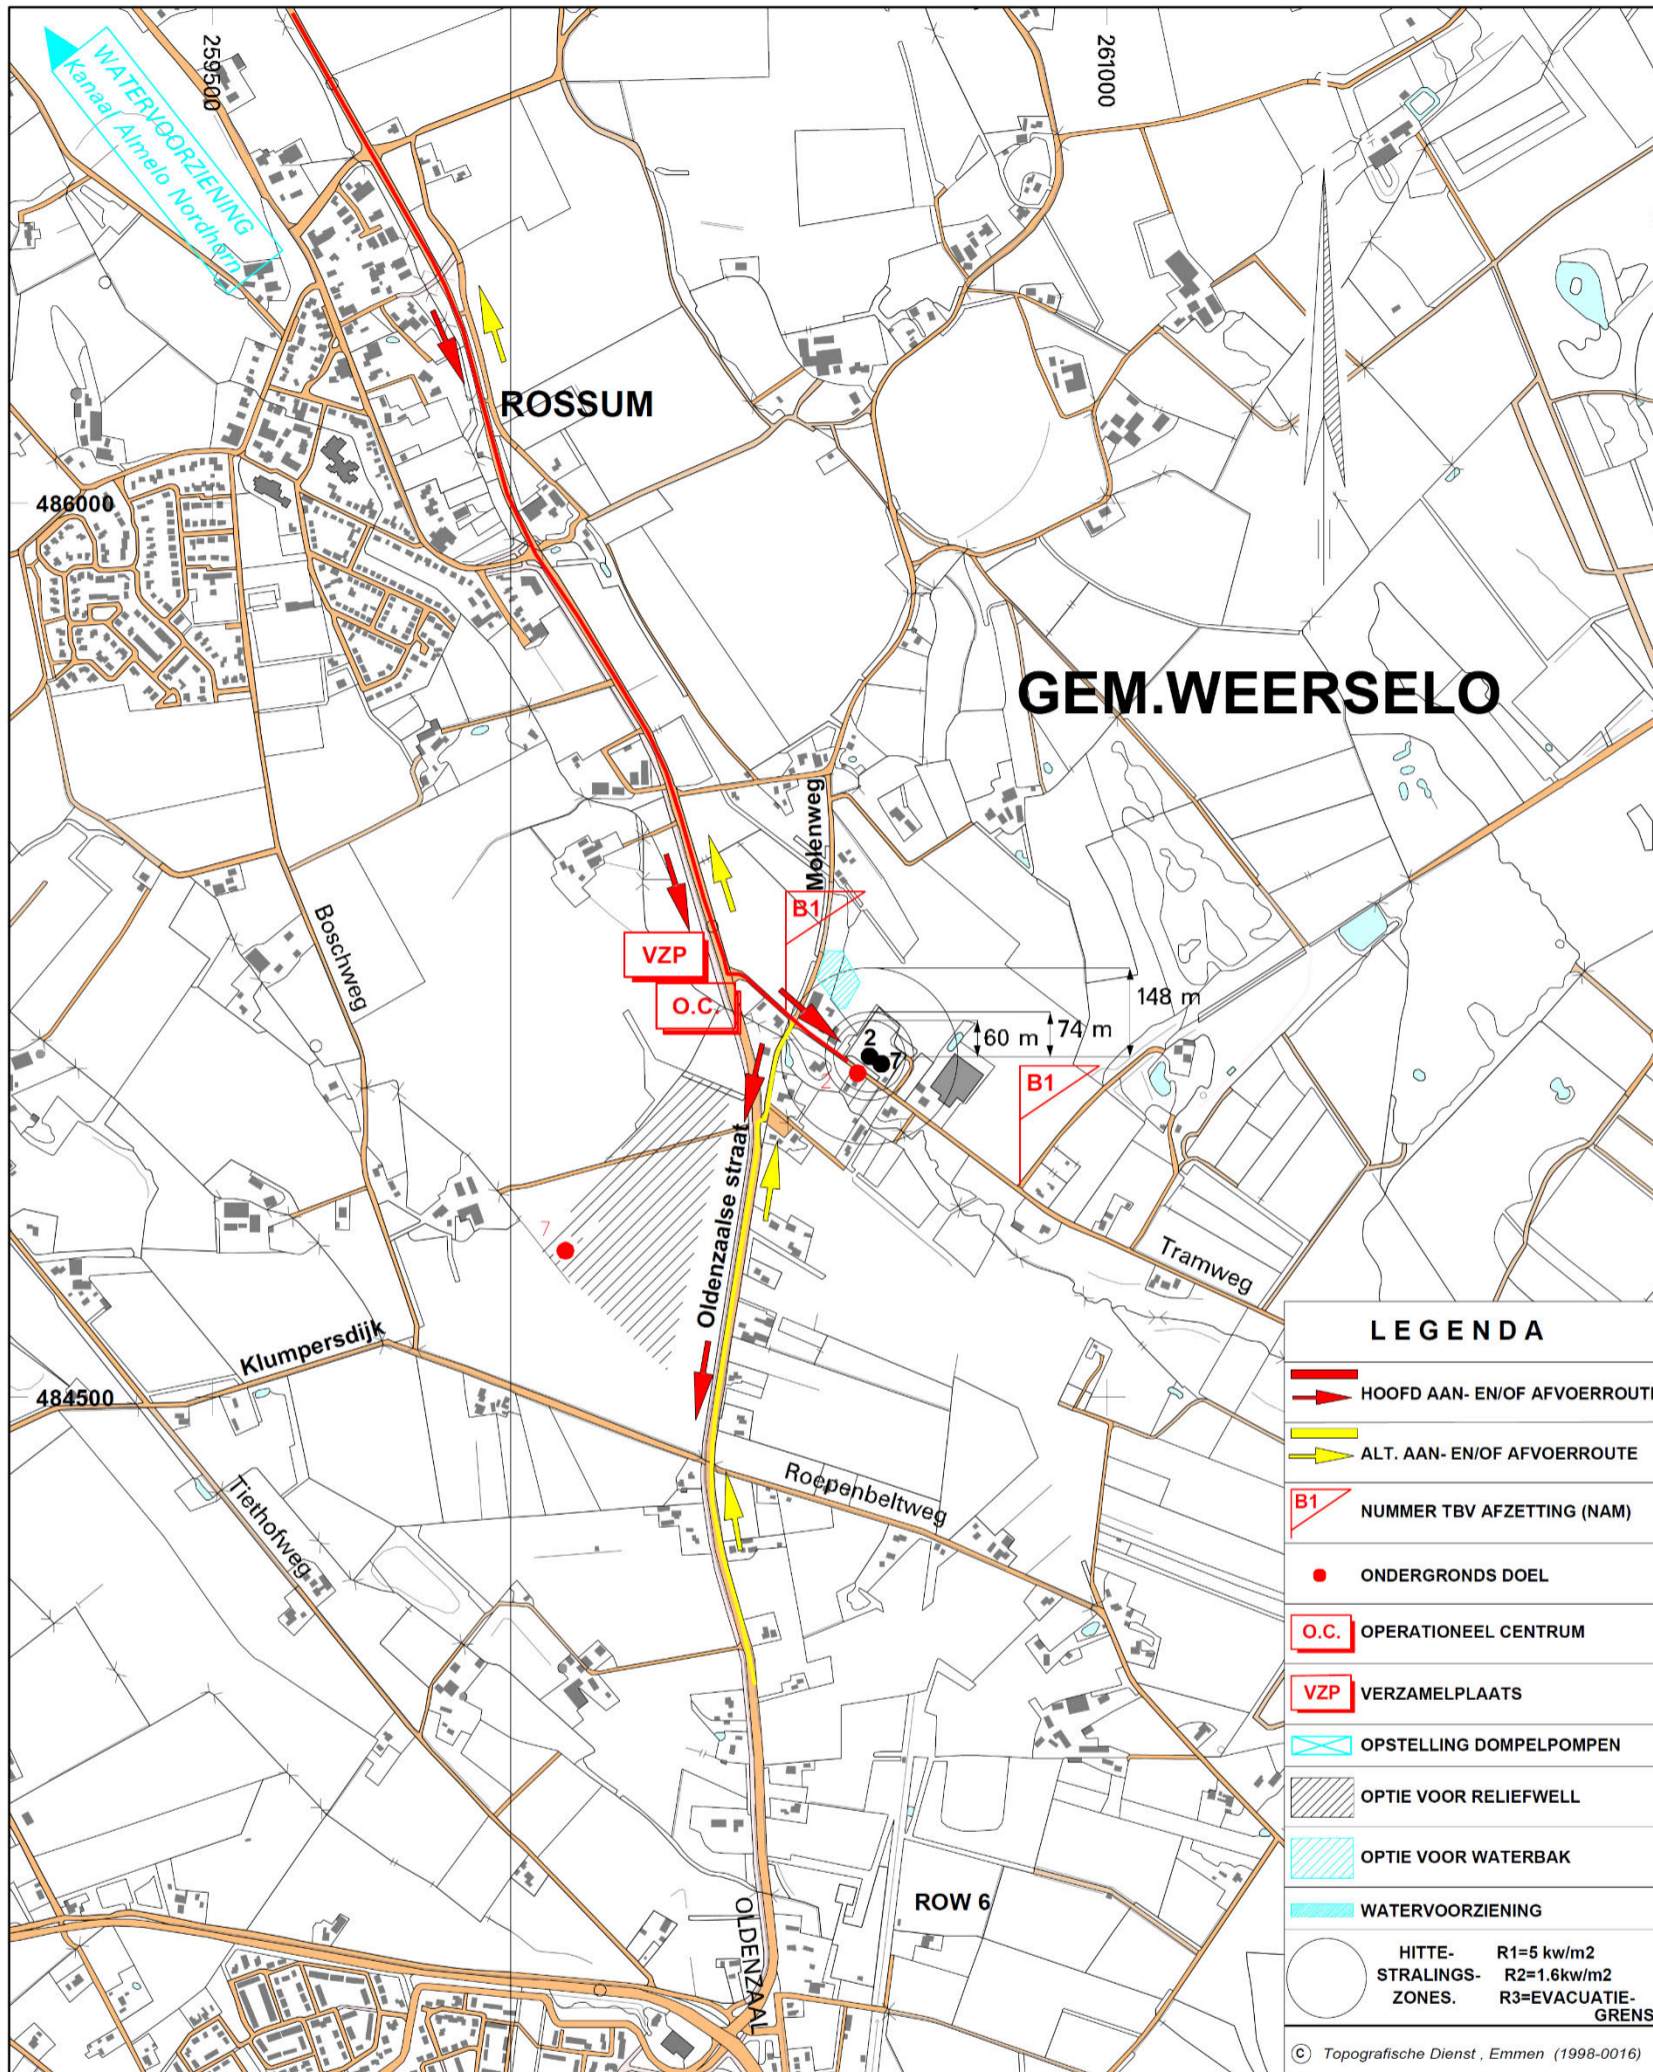 259500
261000
WATERVOORZIENING
Kanaal Almelo Nordhorn
ROSSUM
486000
GEM.WEERSELO
Molenweg
B1
VZP
O.C.
Boschweg
148 m
74 m
60 m
2
7
2
B1
Oldenzaalse straat
7
Tramweg
Klumpersdijk
484500
Roepenbeltweg
Tiethofweg
ROW 6
OLDENZAAL
LEGENDA
HOOFD AAN- EN/OF AFVOERROUTE
ALT. AAN- EN/OF AFVOERROUTE
B1 NUMMER TBV AFZETTING (NAM)
ONDERGRONDS DOEL
O.C. OPERATIONEEL CENTRUM
VZP VERZAMELPLAATS
OPSTELLING DOMPELPOMPEN
OPTIE VOOR RELIEFWELL
OPTIE VOOR WATERBAK
WATERVOORZIENING
HITTE- R1=5 kw/m2
STRALINGS- R2=1.6kw/m2
ZONES. R3=EVACUATIE-
GRENS
© Topografische Dienst , Emmen (1998-0016)